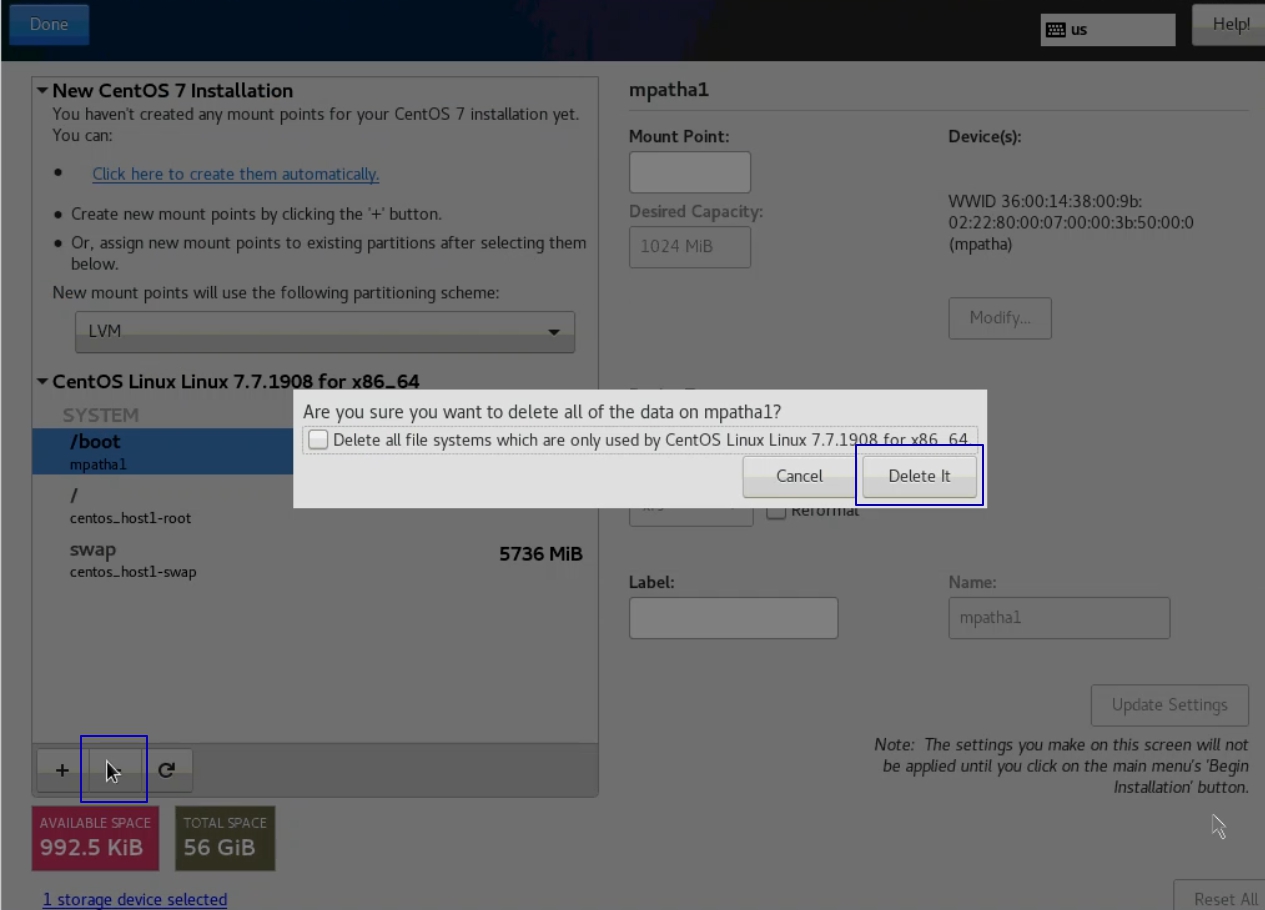 Done
us
Help!
New CentOS 7 Installation
You haven't created any mount points for your CentOS 7 installation yet.
You can:
• Click here to create them automatically.
• Create new mount points by clicking the '+' button.
• Or, assign new mount points to existing partitions after selecting them
below.
New mount points will use the following partitioning scheme:
LVM
CentOS Linux Linux 7.7.1908 for x86_64
SYSTEM
/boot
mpatha1
/
centos_host1-root
swap
5736 MiB
centos_host1-swap
+
AVAILABLE SPACE
992.5 KiB
TOTAL SPACE
56 GiB
1 storage device selected
mpatha1
Mount Point:
Device(s):
Desired Capacity:
1024 MiB
WWID 36:00:14:38:00:9b:
02:22:80:00:07:00:00:3b:50:00:0
(mpatha)
Modify...
Are you sure you want to delete all of the data on mpatha1?
Delete all file systems which are only used by CentOS Linux Linux 7.7.1908 for x86_64.
Cancel
Delete It
Reformat
Label:
Name:
mpatha1
Update Settings
Note: The settings you make on this screen will not
be applied until you click on the main menu's 'Begin
Installation' button.
Reset All